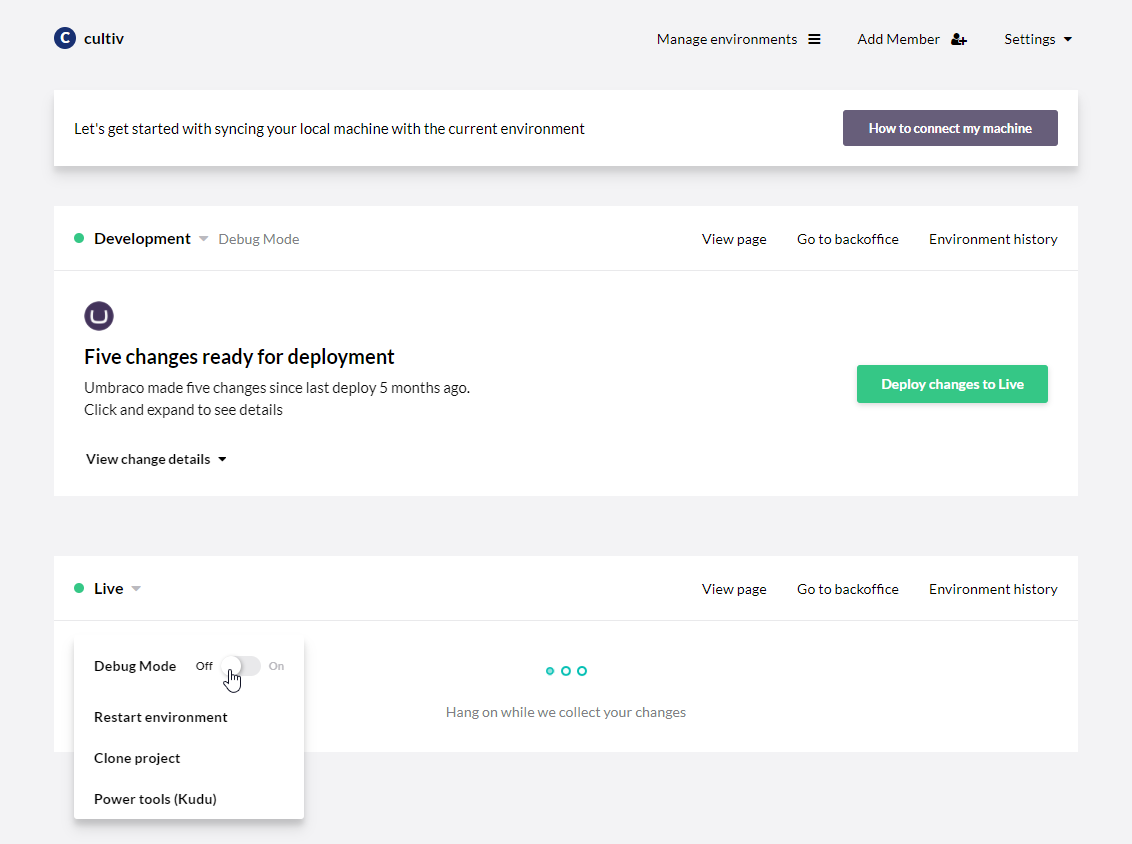 C cultiv
Manage environments
Add Member
Settings
Let's get started with syncing your local machine with the current environment
How to connect my machine
Development
Debug Mode
View page
Go to backoffice
Environment history
Five changes ready for deployment
Umbraco made five changes since last deploy 5 months ago.
Click and expand to see details
Deploy changes to Live
View change details
Live
View page
Go to backoffice
Environment history
Debug Mode Off On
Restart environment
Clone project
Power tools (Kudu)
Hang on while we collect your changes